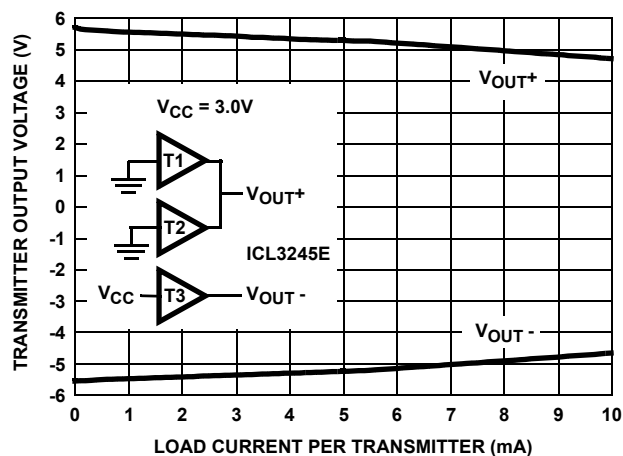 TRANSMITTER OUTPUT VOLTAGE (V)
6
5
4
3
2
1
0
-1
-2
-3
-4
-5
-6
VOUT+
VCC = 3.0V
T1
VOUT+
T2
ICL3245E
VCC
T3
VOUT -
VOUT -
0 1 2 3 4 5 6 7 8 9 10
LOAD CURRENT PER TRANSMITTER (mA)